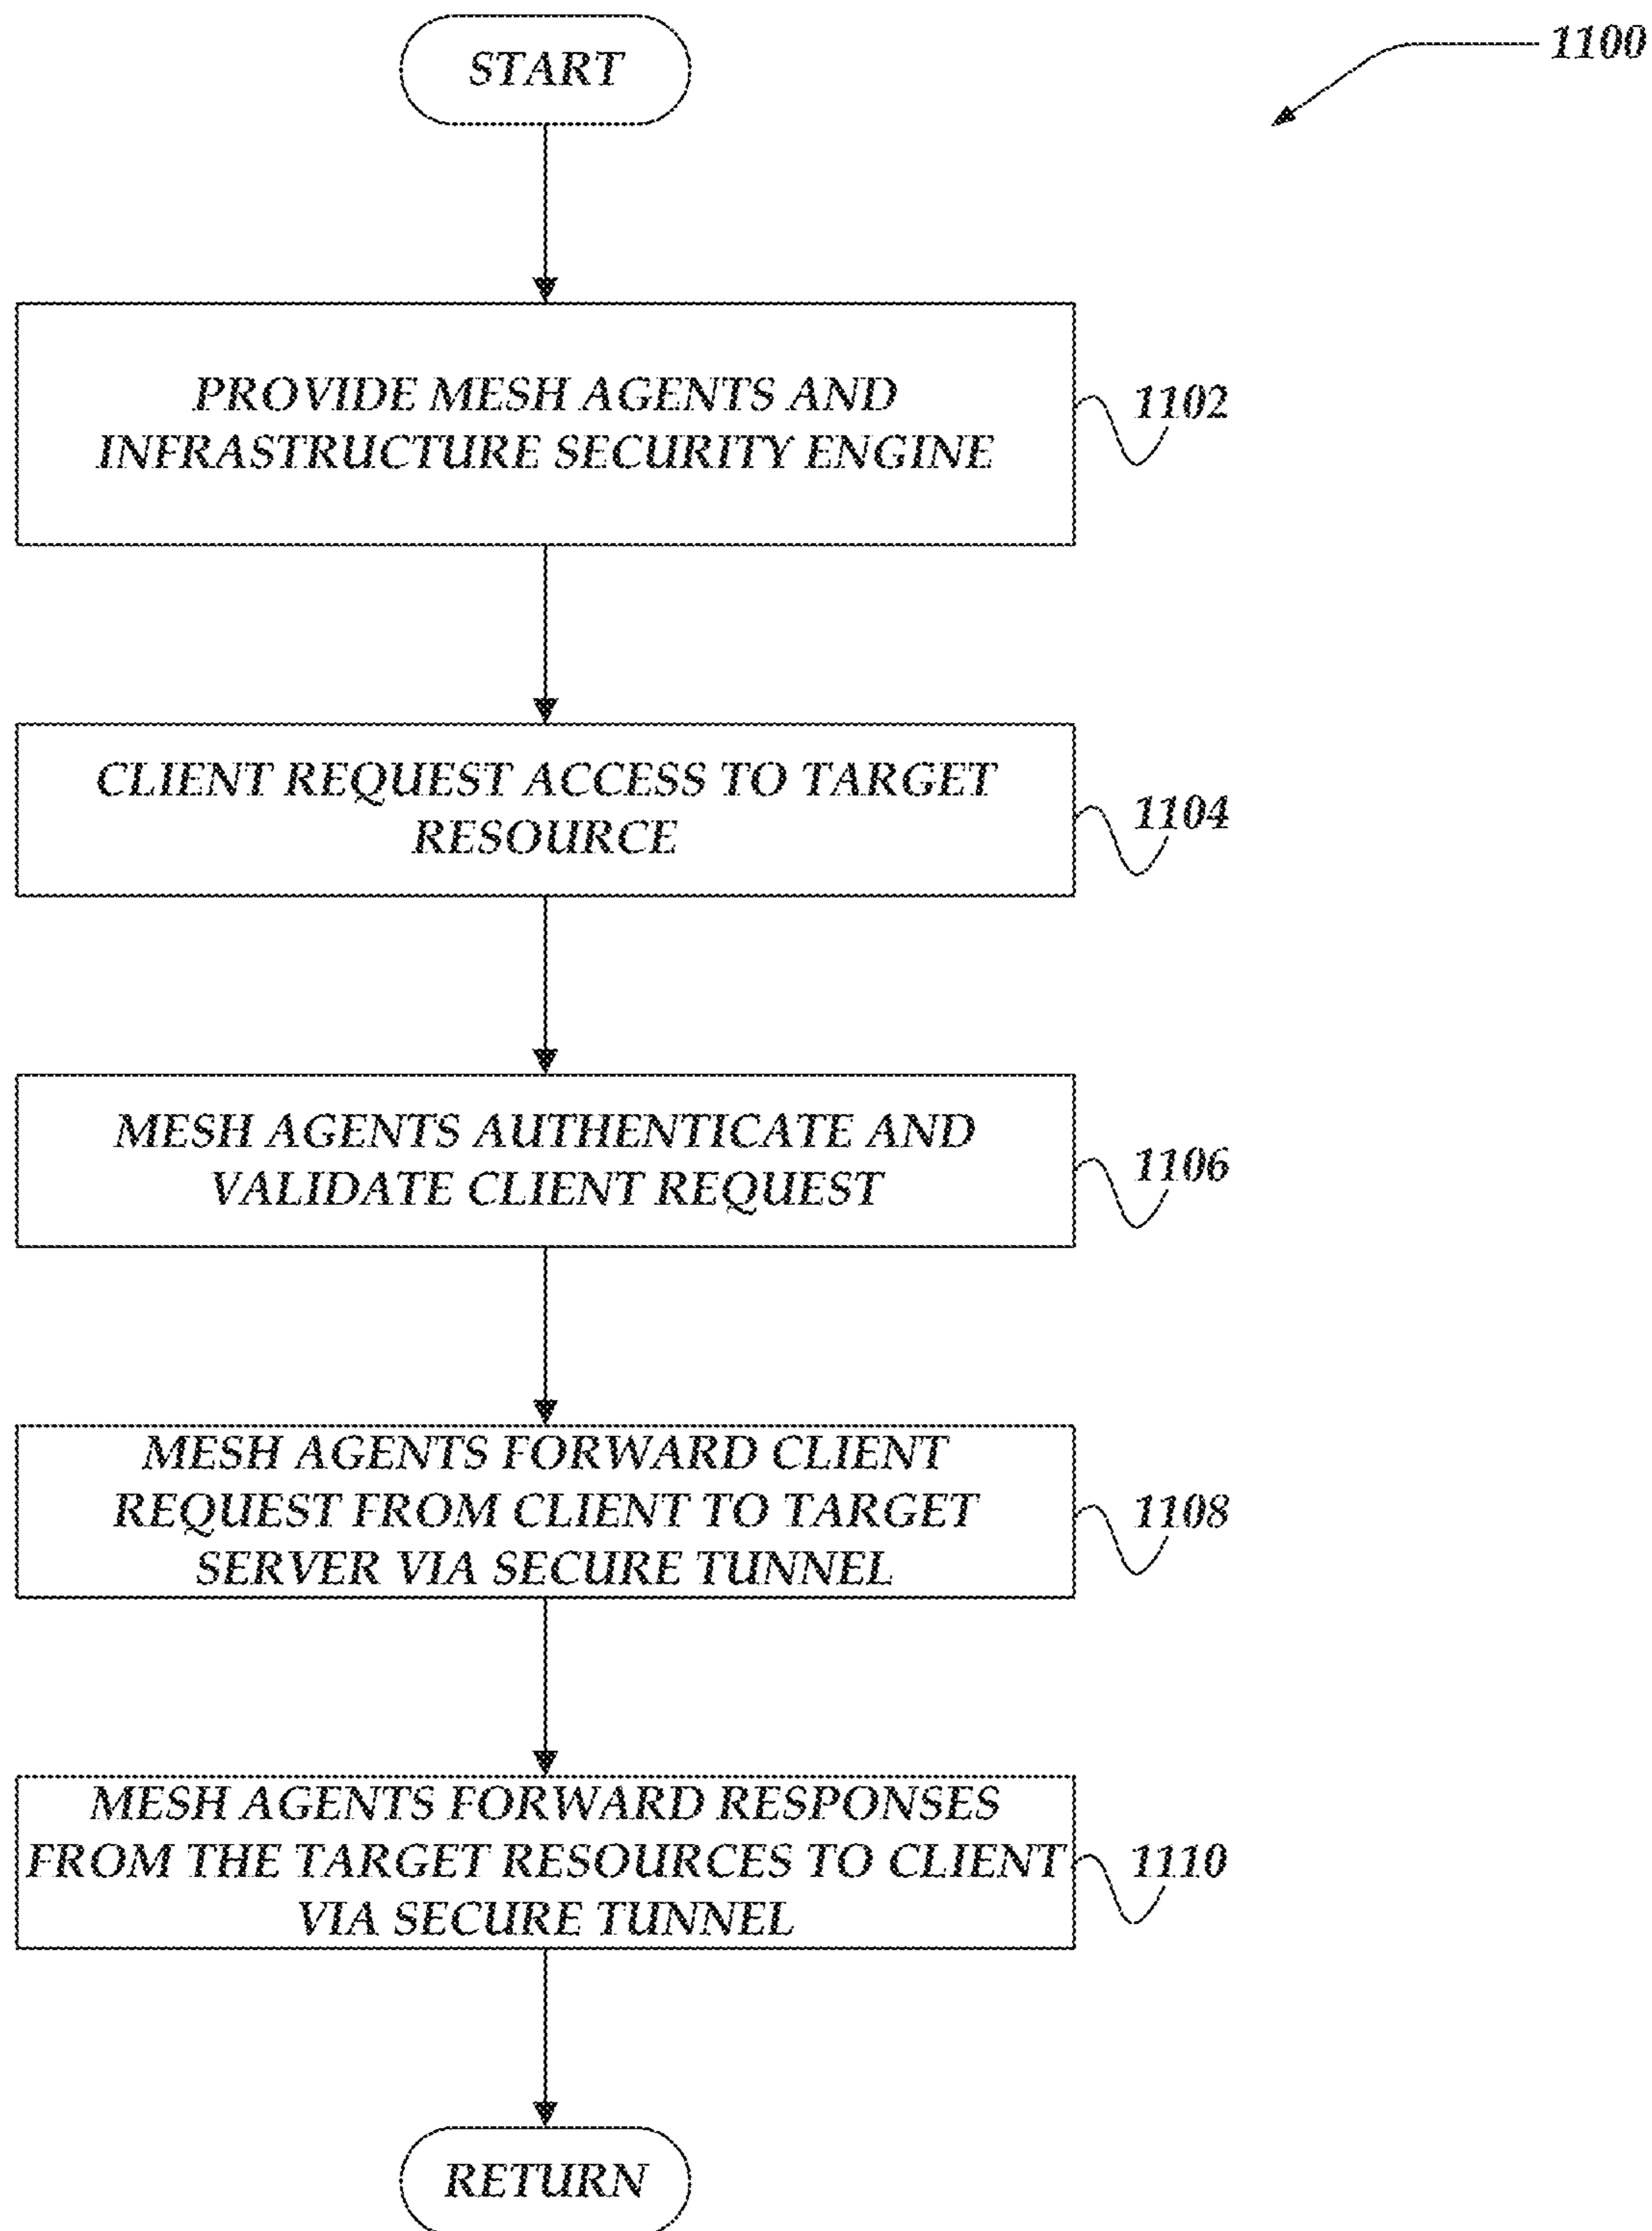 START
1100
PROVIDE MESH AGENTS AND
INFRASTRUCTURE SECURITY ENGINE
1102
CLIENT REQUEST ACCESS TO TARGET
RESOURCE
1104
MESH AGENTS AUTHENTICATE AND
VALIDATE CLIENT REQUEST
1106
MESH AGENTS FORWARD CLIENT
REQUEST FROM CLIENT TO TARGET
SERVER VIA SECURE TUNNEL
1108
MESH AGENTS FORWARD RESPONSES
FROM THE TARGET RESOURCES TO CLIENT
VIA SECURE TUNNEL
1110
RETURN